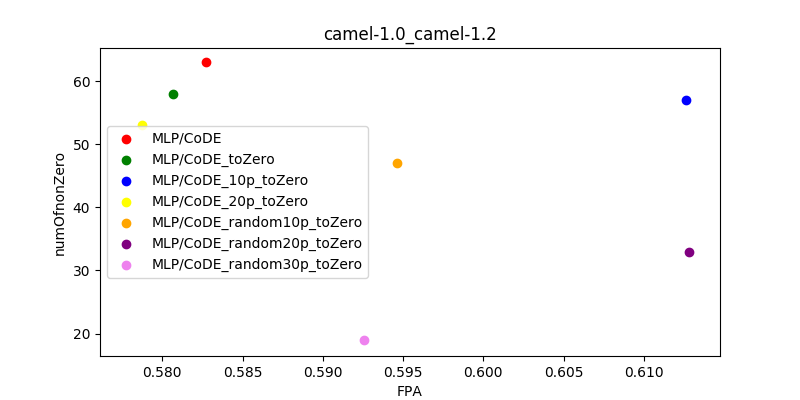 camel-1.0_camel-1.2
numOfnonZero
60
50
40
30
20
MLP/CoDE
MLP/CoDE_toZero
MLP/CoDE_10p_toZero
MLP/CoDE_20p_toZero
MLP/CoDE_random10p_toZero
MLP/CoDE_random20p_toZero
MLP/CoDE_random30p_toZero
0.580 0.585 0.590 0.595 0.600 0.605 0.610
FPA